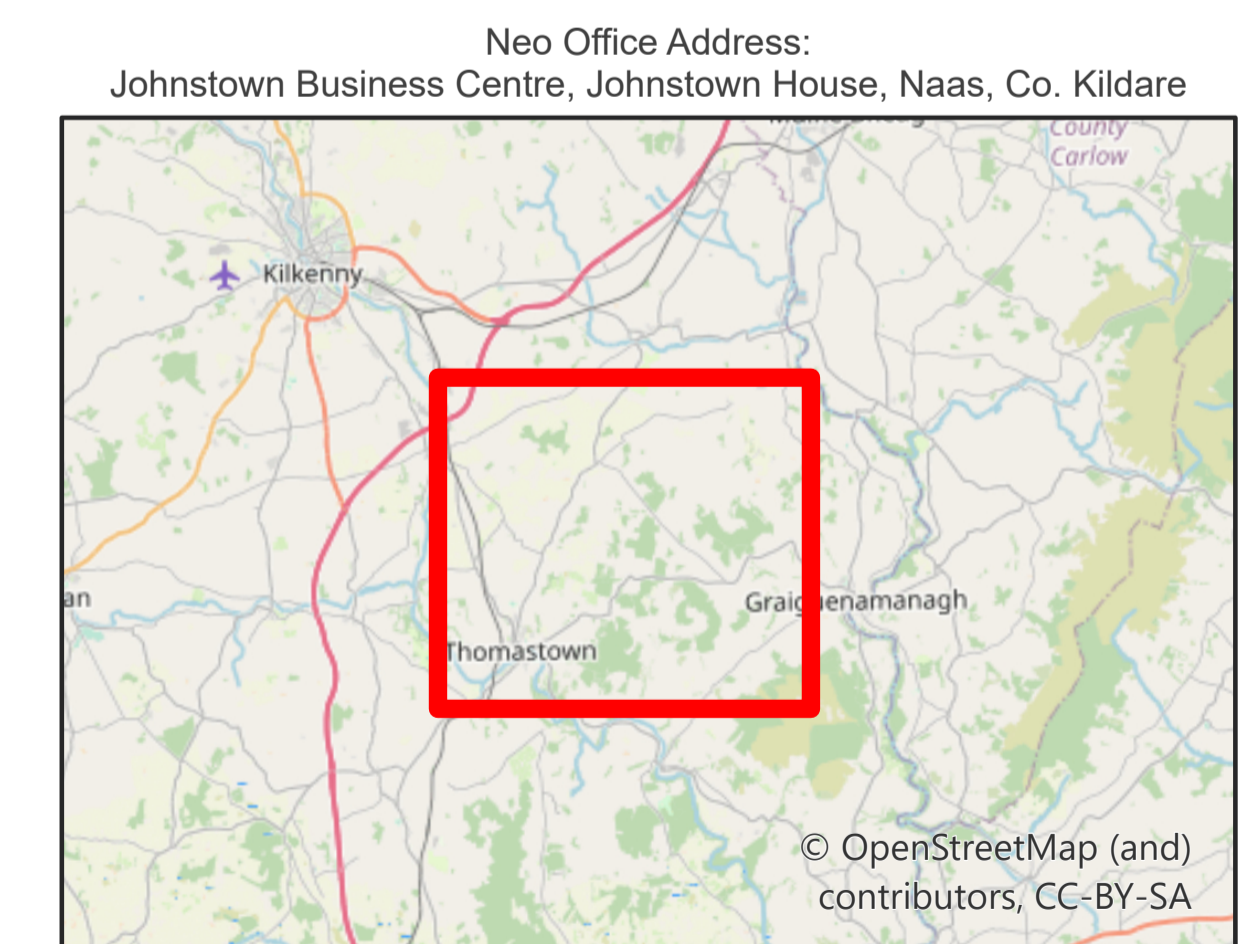 Neo Office Address:
Johnstown Business Centre, Johnstown House, Naas, Co. Kildare
County
Carlow
Kilkenny
an
Graiguenamanagh
Thomastown
© OpenStreetMap (and)
contributors, CC-BY-SA